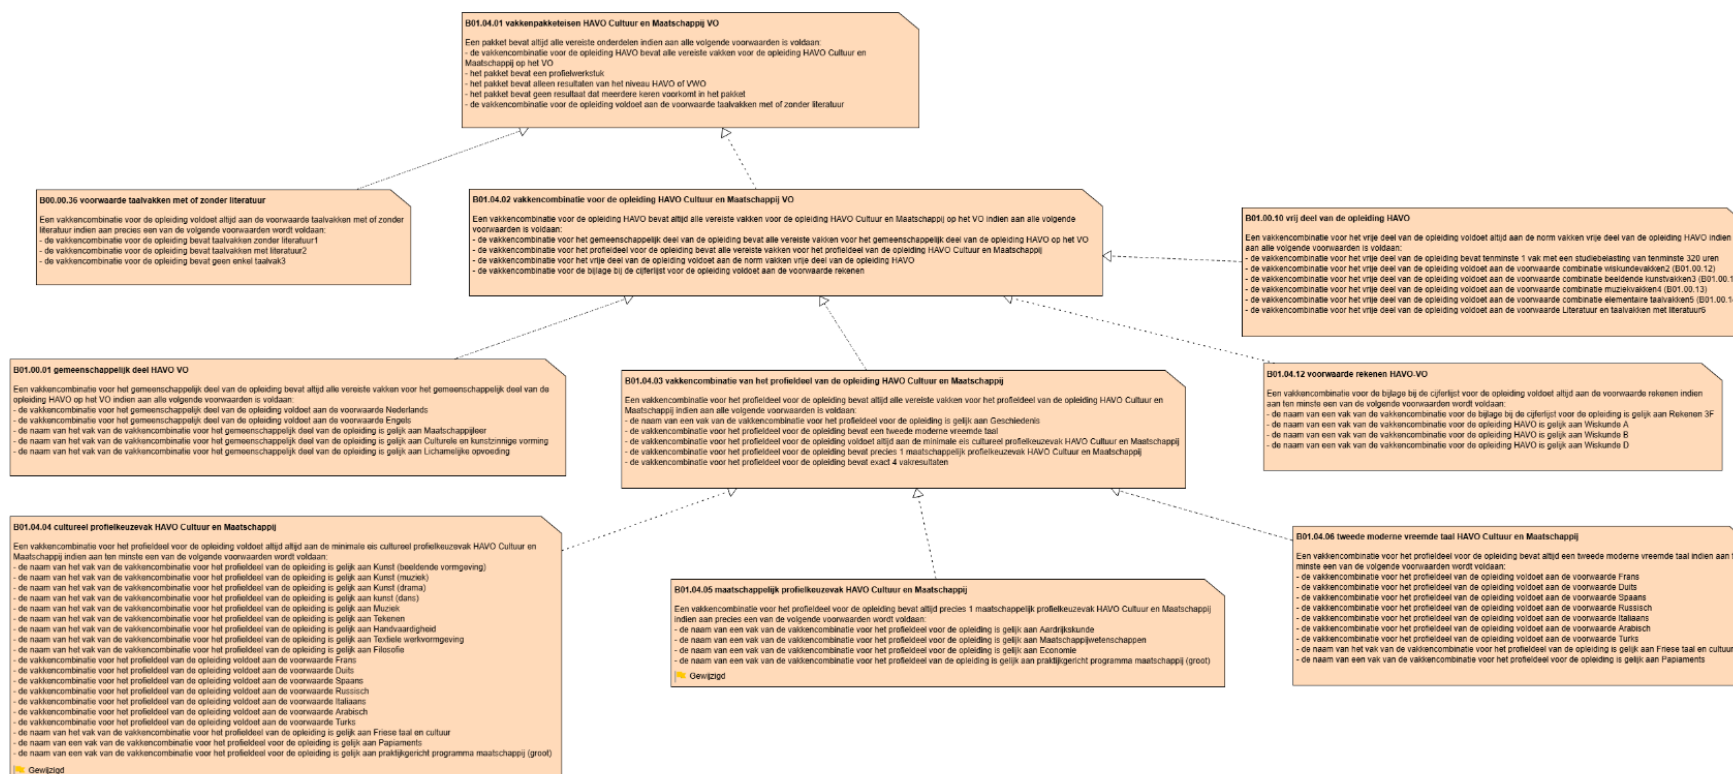 B01.04.01 vakkenpakketeisen HAVO Cultuur en Maatschappij VO
Een pakket bevat altijd alle vereiste onderdelen indien aan alle volgende voorwaarden is voldaan:
- de vakkencombinatie voor de opleiding HAVO bevat alle vereiste vakken voor de opleiding HAVO Cultuur en
Maatschappij op het VO
- het pakket bevat een profielwerkstuk
- het pakket bevat alleen resultaten van het niveau HAVO of VWO
- het pakket bevat geen resultaat dat meerdere keren voorkomt in het pakket
- de vakkencombinatie voor de opleiding voldoet aan de voorwaarde taalvakken met of zonder literatuur
B00.00.36 voorwaarde taalvakken met of zonder literatuur
Een vakkencombinatie voor de opleiding voldoet altijd aan de voorwaarde taalvakken met of zonder
literatuur indien aan precies een van de volgende voorwaarden wordt voldaan:
- de vakkencombinatie voor de opleiding bevat taalvakken zonder literatuur1
- de vakkencombinatie voor de opleiding bevat taalvakken met literatuur2
- de vakkencombinatie voor de opleiding bevat geen enkel taalvak3
B01.04.02 vakkencombinatie voor de opleiding HAVO Cultuur en Maatschappij VO
Een vakkencombinatie voor de opleiding HAVO bevat altijd alle vereiste vakken voor de opleiding HAVO Cultuur en Maatschappij op het VO indien aan alle volgende
voorwaarden is voldaan:
- de vakkencombinatie voor het gemeenschappelijk deel van de opleiding bevat alle vereiste vakken voor het gemeenschappelijk deel van de opleiding HAVO op het VO
- de vakkencombinatie voor het profieldeel voor de opleiding bevat alle vereiste vakken voor het profieldeel van de opleiding HAVO Cultuur en Maatschappij
- de vakkencombinatie voor het vrije deel van de opleiding voldoet aan de norm vakken vrije deel van de opleiding HAVO
- de vakkencombinatie voor de bijlage bij de cijferlijst voor de opleiding voldoet aan de voorwaarde rekenen
B01.00.10 vrij deel van de opleiding HAVO
Een vakkencombinatie voor het vrije deel van de opleiding voldoet altijd aan de norm vakken vrije deel van de opleiding HAVO indien
aan alle volgende voorwaarden is voldaan:
- de vakkencombinatie voor het vrije deel van de opleiding bevat tenminste 1 vak met een studiebelasting van tenminste 320 uren
- de vakkencombinatie voor het vrije deel van de opleiding voldoet aan de voorwaarde combinatie wiskundevakken2 (B01.00.12)
- de vakkencombinatie voor het vrije deel van de opleiding voldoet aan de voorwaarde combinatie beeldende kunstvakken3 (B01.00.1
- de vakkencombinatie voor het vrije deel van de opleiding voldoet aan de voorwaarde combinatie muziekvakken4 (B01.00.13)
- de vakkencombinatie voor het vrije deel van de opleiding voldoet aan de voorwaarde combinatie elementaire taalvakken5 (B01.00.1
- de vakkencombinatie voor het vrije deel van de opleiding voldoet aan de voorwaarde Literatuur en taalvakken met literatuur6
B01.00.01 gemeenschappelijk deel HAVO VO
Een vakkencombinatie voor het gemeenschappelijk deel van de opleiding bevat altijd alle vereiste vakken voor het gemeenschappelijk deel van de
opleiding HAVO op het VO indien aan alle volgende voorwaarden is voldaan:
- de vakkencombinatie voor het gemeenschappelijk deel van de opleiding voldoet aan de voorwaarde Nederlands
- de vakkencombinatie voor het gemeenschappelijk deel van de opleiding voldoet aan de voorwaarde Engels
- de naam van het vak van de vakkencombinatie voor het gemeenschappelijk deel van de opleiding is gelijk aan Maatschappijleer
- de naam van het vak van de vakkencombinatie voor het gemeenschappelijk deel van de opleiding is gelijk aan Culturele en kunstzinnige vorming
- de naam van een vak van de vakkencombinatie voor het gemeenschappelijk deel van de opleiding is gelijk aan Lichamelijke opvoeding
B01.04.03 vakkencombinatie van het profieldeel van de opleiding HAVO Cultuur en Maatschappij
Een vakkencombinatie voor het profieldeel voor de opleiding bevat altijd alle vereiste vakken voor het profieldeel van de opleiding HAVO Cultuur en
Maatschappij indien aan alle volgende voorwaarden is voldaan:
- de naam van een vak van de vakkencombinatie voor het profieldeel voor de opleiding is gelijk aan Geschiedenis
- de vakkencombinatie voor het profieldeel voor de opleiding bevat een tweede moderne vreemde taal
- de vakkencombinatie voor het profieldeel voor de opleiding voldoet altijd aan de minimale eis cultureel profielkeuzevak HAVO Cultuur en Maatschappij
- de vakkencombinatie voor het profieldeel voor de opleiding bevat precies 1 maatschappelijk profielkeuzevak HAVO Cultuur en Maatschappij
- de vakkencombinatie voor het profieldeel voor de opleiding bevat exact 4 vakresultaten
B01.04.12 voorwaarde rekenen HAVO-VO
Een vakkencombinatie voor de bijlage bij de cijferlijst voor de opleiding voldoet altijd aan de voorwaarde rekenen indien
aan ten minste een van de volgende voorwaarden wordt voldaan:
- de naam van een vak van de vakkencombinatie voor de bijlage bij de cijferlijst voor de opleiding is gelijk aan Rekenen 3F
- de naam van een vak van de vakkencombinatie voor de opleiding HAVO is gelijk aan Wiskunde A
- de naam van een vak van de vakkencombinatie voor de opleiding HAVO is gelijk aan Wiskunde B
- de naam van een vak van de vakkencombinatie voor de opleiding HAVO is gelijk aan Wiskunde D
B01.04.04 cultureel profielkeuzevak HAVO Cultuur en Maatschappij
Een vakkencombinatie voor het profieldeel voor de opleiding voldoet altijd altijd aan de minimale eis cultureel profielkeuzevak HAVO Cultuur en
Maatschappij indien aan ten minste een van de volgende voorwaarden wordt voldaan:
- de naam van het vak van de vakkencombinatie voor het profieldeel van de opleiding is gelijk aan Kunst (beeldende vormgeving)
- de naam van het vak van de vakkencombinatie voor het profieldeel van de opleiding is gelijk aan Kunst (muziek)
- de naam van het vak van de vakkencombinatie voor het profieldeel van de opleiding is gelijk aan Kunst (drama)
- de naam van het vak van de vakkencombinatie voor het profieldeel van de opleiding is gelijk aan kunst (dans)
- de naam van het vak van de vakkencombinatie voor het profieldeel van de opleiding is gelijk aan Muziek
- de naam van het vak van de vakkencombinatie voor het profieldeel van de opleiding is gelijk aan Tekenen
- de naam van het vak van de vakkencombinatie voor het profieldeel van de opleiding is gelijk aan Handvaardigheid
- de naam van het vak van de vakkencombinatie voor het profieldeel van de opleiding is gelijk aan Textiele werkvormgeving
- de naam van het vak van de vakkencombinatie voor het profieldeel van de opleiding is gelijk aan Filosofie
- de vakkencombinatie voor het profieldeel van de opleiding voldoet aan de voorwaarde Frans
- de vakkencombinatie voor het profieldeel van de opleiding voldoet aan de voorwaarde Duits
- de vakkencombinatie voor het profieldeel van de opleiding voldoet aan de voorwaarde Spaans
- de vakkencombinatie voor het profieldeel van de opleiding voldoet aan de voorwaarde Russisch
- de vakkencombinatie voor het profieldeel van de opleiding voldoet aan de voorwaarde Italiaans
- de vakkencombinatie voor het profieldeel van de opleiding voldoet aan de voorwaarde Arabisch
- de vakkencombinatie voor het profieldeel van de opleiding voldoet aan de voorwaarde Turks
- de naam van het vak van de vakkencombinatie voor het profieldeel van de opleiding is gelijk aan Friese taal en cultuur
- de naam van een vak van de vakkencombinatie voor het profieldeel voor de opleiding is gelijk aan Papiaments
- de naam van een vak van de vakkencombinatie voor het profieldeel voor de opleiding is gelijk aan praktijkgericht programma maatschappij (groot)
Gewijzigd
B01.04.05 maatschappelijk profielkeuzevak HAVO Cultuur en Maatschappij
Een vakkencombinatie voor het profieldeel voor de opleiding bevat altijd precies 1 maatschappelijk profielkeuzevak HAVO Cultuur en Maatschappij
indien aan precies een van de volgende voorwaarden wordt voldaan:
- de naam van een vak van de vakkencombinatie voor het profieldeel voor de opleiding is gelijk aan Aardrijkskunde
- de naam van een vak van de vakkencombinatie voor het profieldeel voor de opleiding is gelijk aan Maatschappijwetenschappen
- de naam van een vak van de vakkencombinatie voor het profieldeel voor de opleiding is gelijk aan Economie
- de naam van een vak van de vakkencombinatie voor het profieldeel van de opleiding is gelijk aan praktijkgericht programma maatschappij (groot)
Gewijzigd
B01.04.06 tweede moderne vreemde taal HAVO Cultuur en Maatschappij
Een vakkencombinatie voor het profieldeel voor de opleiding bevat altijd een tweede moderne vreemde taal indien aan
minste een van de volgende voorwaarden wordt voldaan:
- de vakkencombinatie voor het profieldeel van de opleiding voldoet aan de voorwaarde Frans
- de vakkencombinatie voor het profieldeel van de opleiding voldoet aan de voorwaarde Duits
- de vakkencombinatie voor het profieldeel van de opleiding voldoet aan de voorwaarde Spaans
- de vakkencombinatie voor het profieldeel van de opleiding voldoet aan de voorwaarde Russisch
- de vakkencombinatie voor het profieldeel van de opleiding voldoet aan de voorwaarde Italiaans
- de vakkencombinatie voor het profieldeel van de opleiding voldoet aan de voorwaarde Arabisch
- de vakkencombinatie voor het profieldeel van de opleiding voldoet aan de voorwaarde Turks
- de naam van het vak van de vakkencombinatie voor het profieldeel van de opleiding is gelijk aan Friese taal en cultuur
- de naam van een vak van de vakkencombinatie voor het profieldeel voor de opleiding is gelijk aan Papiaments